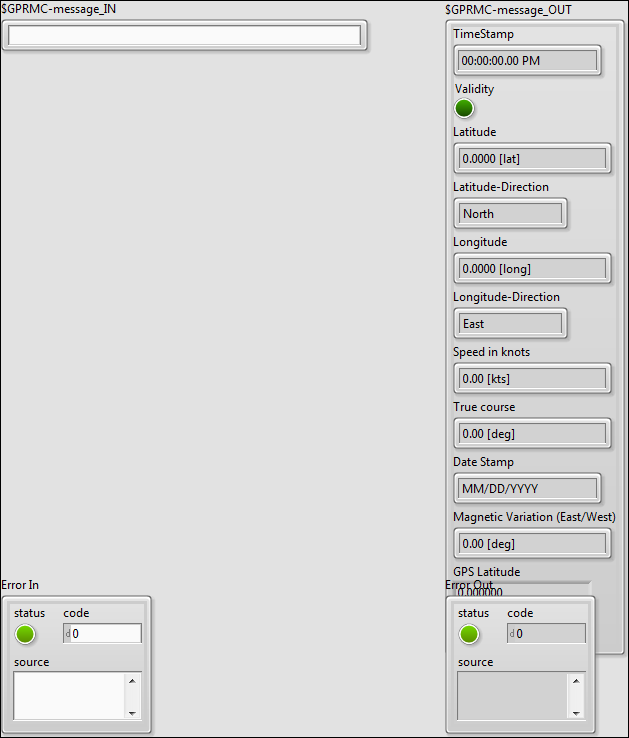 $GPRMC-message_IN
$GPRMC-message_OUT
TimeStamp
00:00:00.00 PM
Validity
Latitude
0.0000 [lat]
Latitude-Direction
North
Longitude
0.0000 [long]
Longitude-Direction
East
Speed in knots
0.00 [kts]
True course
0.00 [deg]
Date Stamp
MM/DD/YYYY
Magnetic Variation (East/West)
0.00 [deg]
GPS Latitude
0.000000
Error In
status code
d 0
source
Error Out
status code
d 0
source